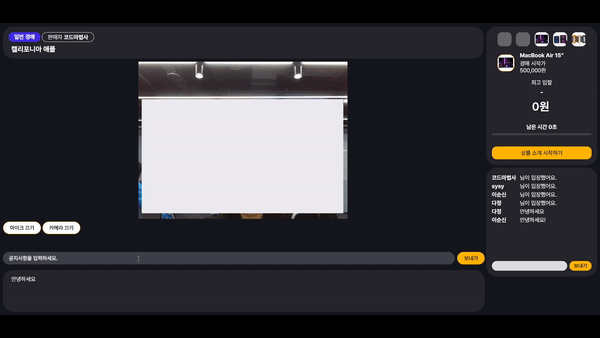 일반 경매
판매자 코드마법사
캘리포니아 애플
마이크 끄기
카메라 끄기
공지사항을 입력하세요.
보내기
안녕하세요
MacBook Air 15"
경매 시작가
500,000원
최고 입찰
-
0원
남은 시간 0초
상품 소개 시작하기
코드마법사 님이 입장했어요.
sysy 님이 입장했어요.
이순신 님이 입장했어요.
다정 님이 입장했어요.
다정 안녕하세요
이순신 안녕하세요!
보내기